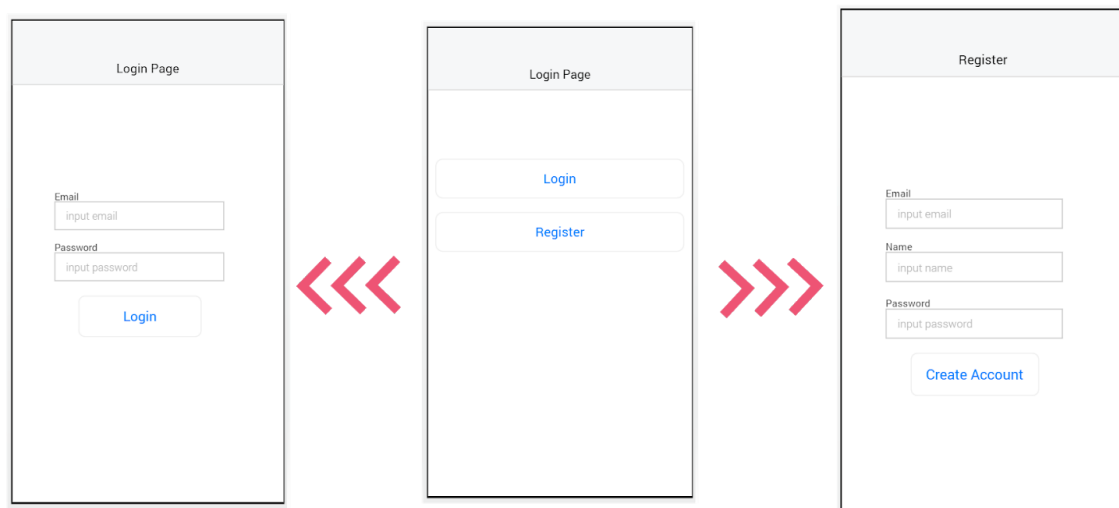 Login Page
Email
input email
Password
input password
Login
Login Page
Login
Register
Register
Email
input email
Name
input name
Password
input password
Create Account